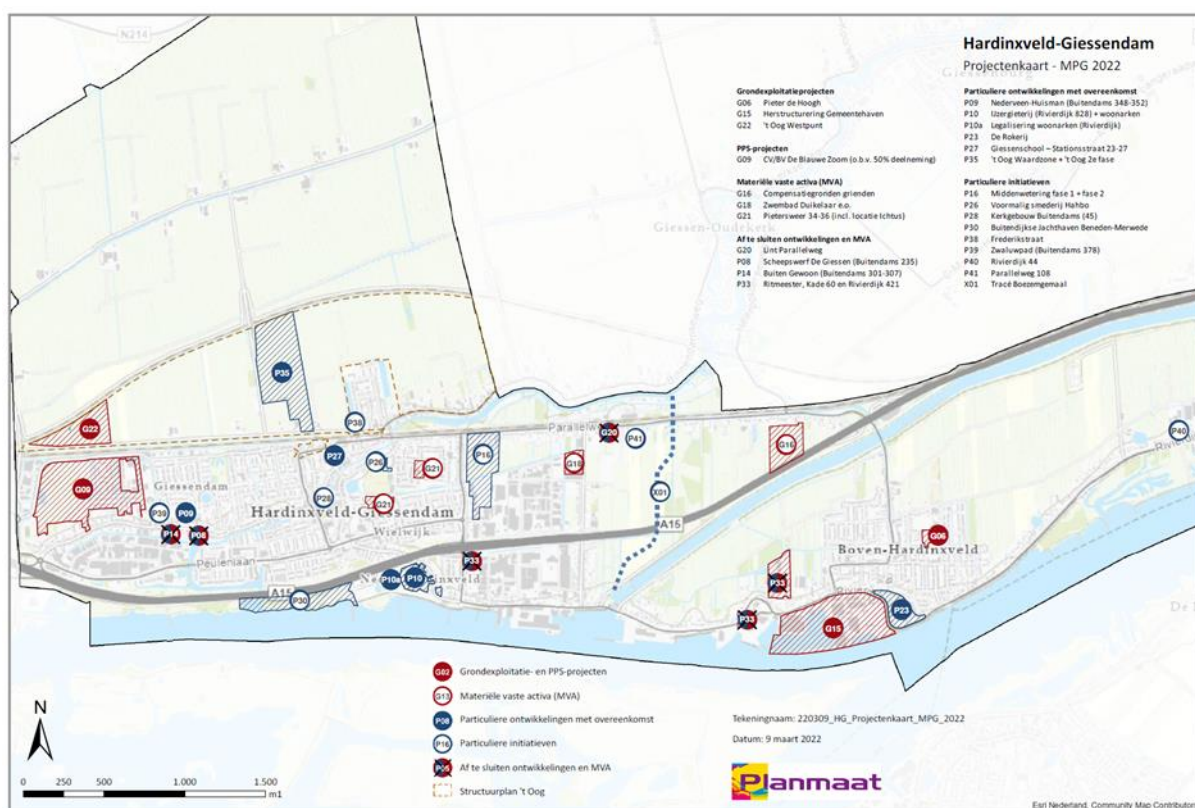 Hardinxveld-Giessendam
Projectenkaart - MPG 2022
Grondexploitatieprojecten
G06 Pieter de Hoogh
G15 Herstructurering Gemeentehaven
G22 't Oog Westpunt
PPS-projecten
G09 CV/BV De Blauwe Zoom (o.b.v. 50% deelneming)
Materiële vaste activa (MVA)
G16 Compensatiegronden grienden
G18 Zwembad Duikelaar e.o.
G21 Pietersweer 34-36 (incl. locatie Ichtus)
Af te sluiten ontwikkelingen en MVA
G20 Lint Parallelweg
P08 Scheepswerf De Giessen (Buitendams 235)
P14 Buiten Gewoon (Buitendams 301-307)
P33 Ritmeester, Kade 60 en Rivierdijk 421
Particuliere ontwikkelingen met overeenkomst
P09 Nederveen-Huisman (Buitendams 348-352)
P10 IJzergieterij (Rivierdijk 828) + woonarken
P10a Legalisering woonarken (Rivierdijk)
P23 De Rokerij
P27 Giessenschool – Stationsstraat 23-27
P35 't Oog Waardzone + 't Oog 2e fase
Particuliere initiatieven
P16 Middenwetering fase 1 + fase 2
P26 Voormalig smederij Hahbo
P28 Kerkgebouw Buitendams (45)
P30 Buitendijkse Jachthaven Beneden-Merwede
P38 Frederikstraat
P39 Zwaluwpad (Buitendams 378)
P40 Rivierdijk 44
P41 Parallelweg 108
X01 Tracé Boezemgemaal
N214
Giessenburg
Giessen-Oudekerk
P35
P38
G22
Parallelweg
G20
P41
P40
P27
P26
G21
P16
G18
G16
G09
Giessendam
P28
G21
X01
P39
P09
Hardinxveld-Giessendam
A15
P14
P08
Wielwijk
G06
Boven-Hardinxveld
Peulenlaan
P33
P10a
P10
P33
A15
P30
P33
G15
P23
G02 Grondexploitatie- en PPS-projecten
G13 Materiële vaste activa (MVA)
P08 Particuliere ontwikkelingen met overeenkomst
P16 Particuliere initiatieven
Af te sluiten ontwikkelingen en MVA
Structuurplan 't Oog
Tekeningnaam: 220309_HG_Projectenkaart_MPG_2022
Datum: 9 maart 2022
Planmaat
N
0 250 500 1.000 1.500
m1
Esri Nederland, Community Map Contributors